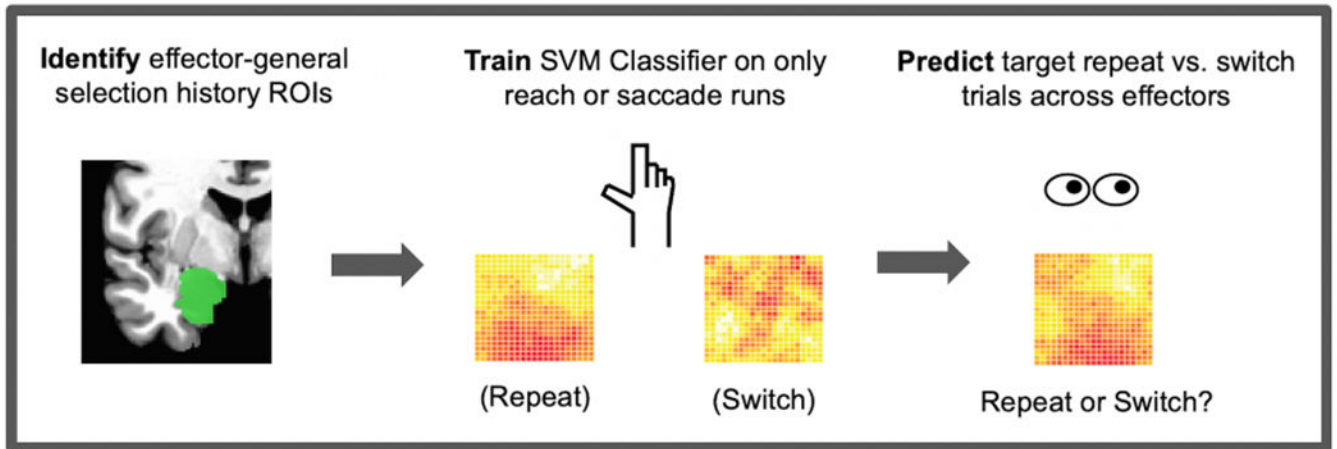 Identify effector-general
selection history ROIs
Train SVM Classifier on only
reach or saccade runs
Predict target repeat vs. switch
trials across effectors
(Repeat)
(Switch)
Repeat or Switch?